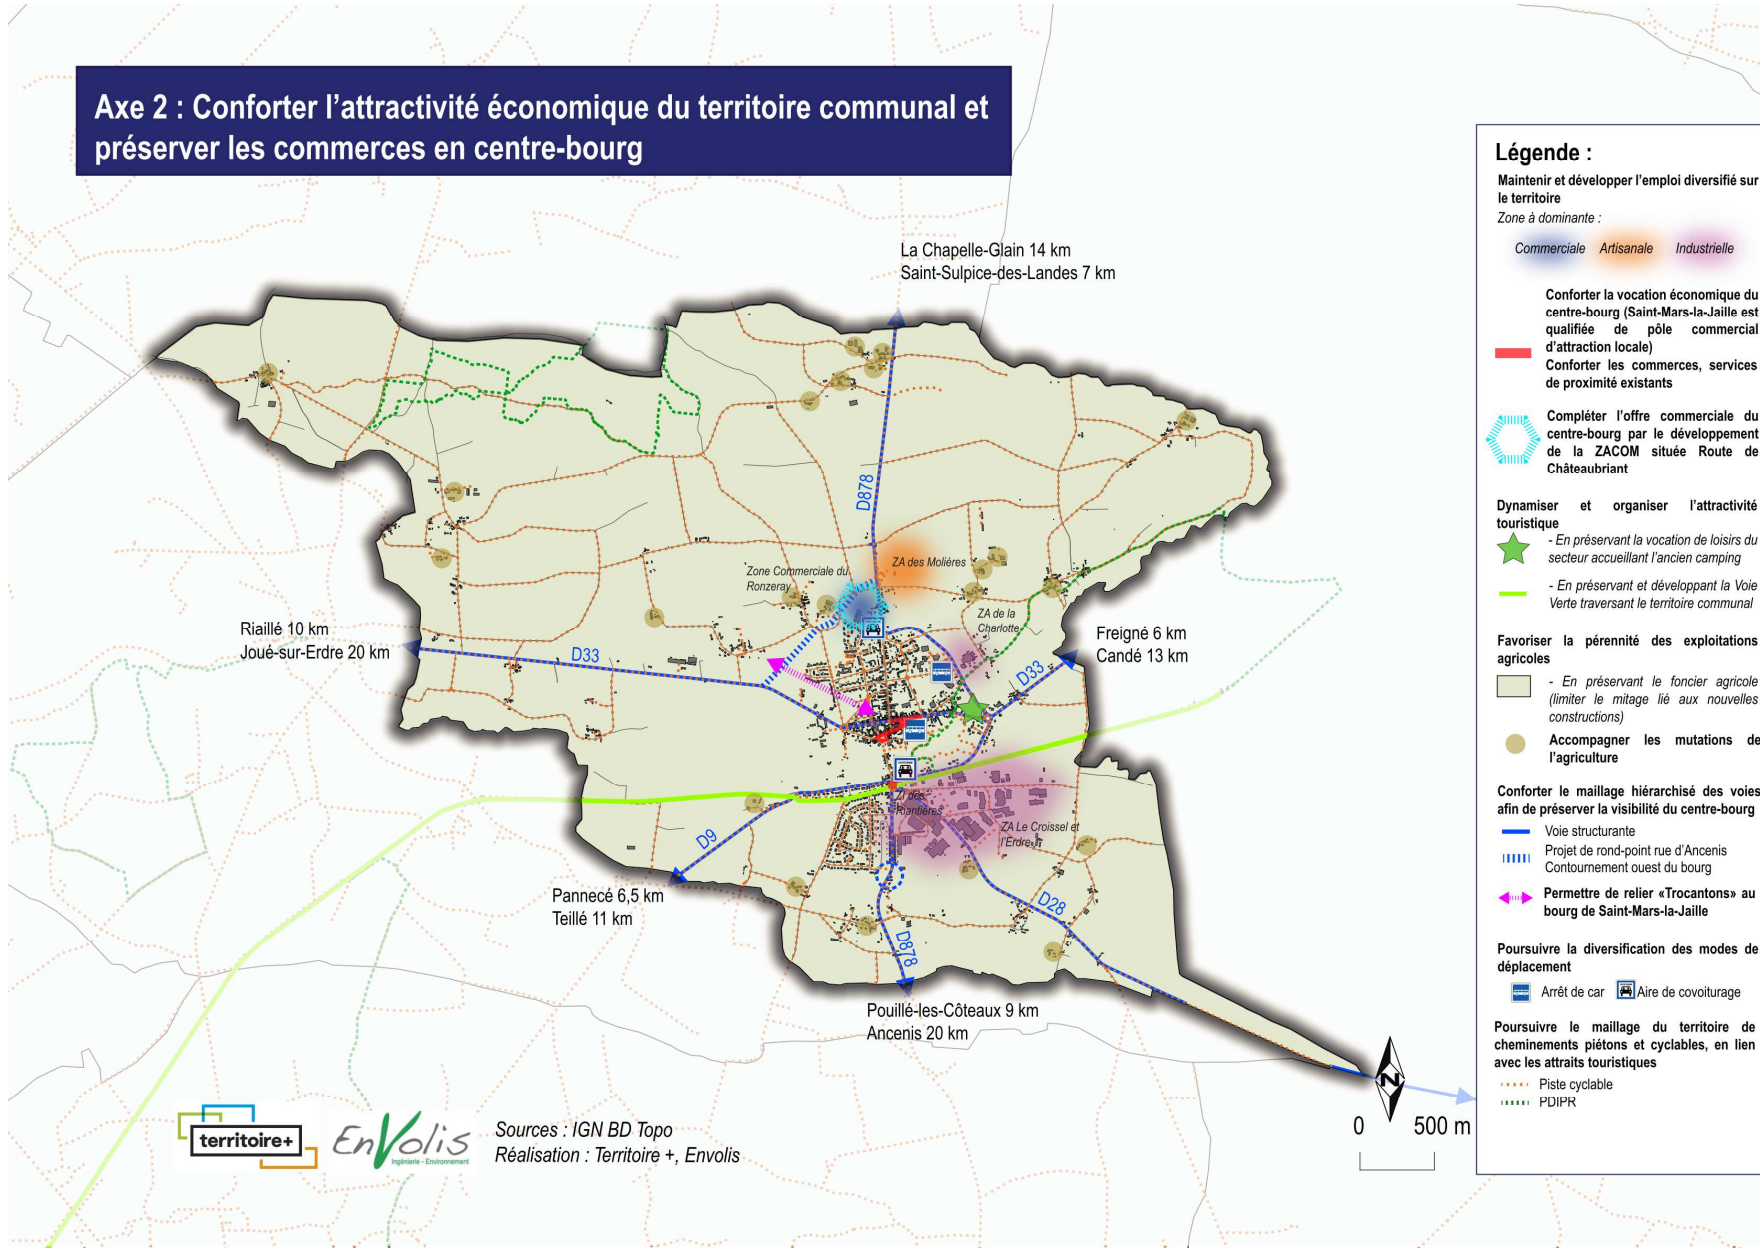 Axe 2 : Conforter l'attractivité économique du territoire communal et
préserver les commerces en centre-bourg
La Chapelle-Glain 14 km
Saint-Sulpice-des-Landes 7 km
D878
ZA des Molières
Zone Commerciale du
Ronzeray
ZA de la
Charlotte
Riaillé 10 km
Joué-sur-Erdre 20 km
D33
Freigné 6 km
Candé 13 km
D33
ZI des
Riantières
ZA Le Croissel et
l'Erdre
D9
Pannecé 6,5 km
Teillé 11 km
D28
D878
Pouillé-les-Côteaux 9 km
Ancenis 20 km
territoire+
EnVolis
Ingénierie - Environnement
Sources : IGN BD Topo
Réalisation : Territoire +, Envolis
N
0 500 m
Légende :
Maintenir et développer l'emploi diversifié sur
le territoire
Zone à dominante :
Commerciale Artisanale Industrielle
Conforter la vocation économique du
centre-bourg (Saint-Mars-la-Jaille est
qualifiée de pôle commercial
d'attraction locale)
Conforter les commerces, services
de proximité existants
Compléter l'offre commerciale du
centre-bourg par le développement
de la ZACOM située Route de
Châteaubriant
Dynamiser et organiser l'attractivité
touristique
- En préservant la vocation de loisirs du
secteur accueillant l'ancien camping
- En préservant et développant la Voie
Verte traversant le territoire communal
Favoriser la pérennité des exploitations
agricoles
- En préservant le foncier agricole
(limiter le mitage lié aux nouvelles
constructions)
Accompagner les mutations de
l'agriculture
Conforter le maillage hiérarchisé des voies
afin de préserver la visibilité du centre-bourg
Voie structurante
Projet de rond-point rue d'Ancenis
Contournement ouest du bourg
Permettre de relier «Trocantons» au
bourg de Saint-Mars-la-Jaille
Poursuivre la diversification des modes de
déplacement
Arrêt de car Aire de covoiturage
Poursuivre le maillage du territoire de
cheminements piétons et cyclables, en lien
avec les attraits touristiques
Piste cyclable
PDIPR